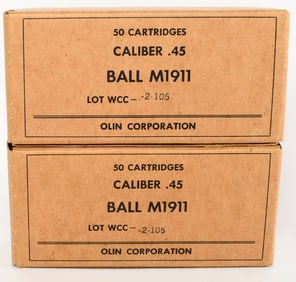 50 CARTRIDGES
CALIBER .45
BALL M1911
LOT WCC - -2-105
OLIN CORPORATION
50 CARTRIDGES
CALIBER .45
BALL M1911
LOT WCC - -2-105
OLIN CORPORATION